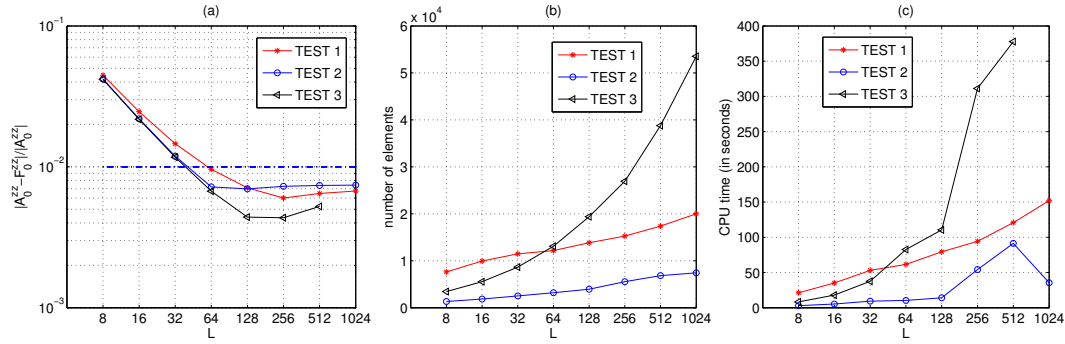 (a)
10^{-1}
10^{-2}
10^{-3}
|A_0^{zz}-F_0^{zz}|/|A_0^{zz}|
8 16 32 64 128 256 512 1024
L
TEST 1
TEST 2
TEST 3
(b)
x 10^4
6
5
4
3
2
1
0
number of elements
8 16 32 64 128 256 512 1024
L
TEST 1
TEST 2
TEST 3
(c)
400
350
300
250
200
150
100
50
0
CPU time (in seconds)
8 16 32 64 128 256 512 1024
L
TEST 1
TEST 2
TEST 3